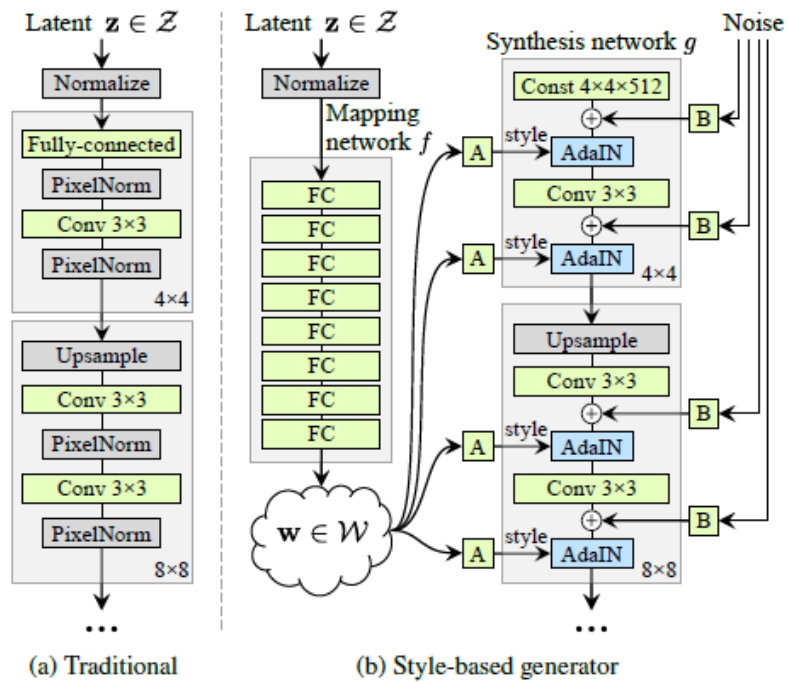 Latent z ∈ Z
Normalize
Fully-connected
PixelNorm
Conv 3×3
PixelNorm
4×4
Upsample
Conv 3×3
PixelNorm
Conv 3×3
PixelNorm
8×8
...
(a) Traditional
Latent z ∈ Z
Normalize
Mapping
network f
FC
FC
FC
FC
FC
FC
FC
FC
w ∈ W
A
style
A
style
A
style
A
style
Synthesis network g
Const 4×4×512
AdaIN
Conv 3×3
AdaIN
4×4
Upsample
Conv 3×3
AdaIN
Conv 3×3
AdaIN
8×8
...
Noise
B
B
B
B
(b) Style-based generator